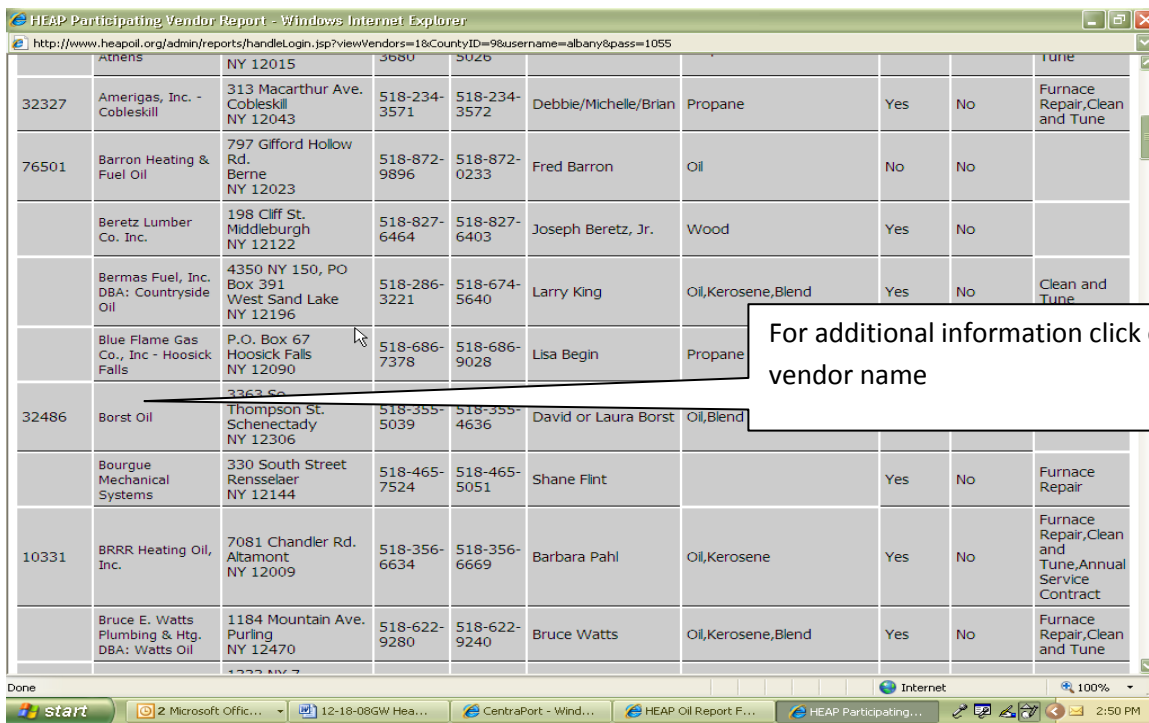 HEAP Participating Vendor Report - Windows Internet Explorer
http://www.heapoil.org/admin/reports/handleLogin.jsp?viewVendors=1&CountyID=9&username=albany&pass=1055
Athens
NY 12015
3680
5026
Tune
32327
Amerigas, Inc. -
Cobleskill
313 Macarthur Ave.
Cobleskill
NY 12043
518-234-
3571
518-234-
3572
Debbie/Michelle/Brian
Propane
Yes
No
Furnace
Repair,Clean
and Tune
76501
Barron Heating &
Fuel Oil
797 Gifford Hollow
Rd.
Berne
NY 12023
518-872-
9896
518-872-
0233
Fred Barron
Oil
No
No
Beretz Lumber
Co. Inc.
198 Cliff St.
Middleburgh
NY 12122
518-827-
6464
518-827-
6403
Joseph Beretz, Jr.
Wood
Yes
No
Bermas Fuel, Inc.
DBA: Countryside
Oil
4350 NY 150, PO
Box 391
West Sand Lake
NY 12196
518-286-
3221
518-674-
5640
Larry King
Oil,Kerosene,Blend
Yes
No
Clean and
Tune
Blue Flame Gas
Co., Inc - Hoosick
Falls
P.O. Box 67
Hoosick Falls
NY 12090
518-686-
7378
518-686-
9028
Lisa Begin
Propane
For additional information click
vendor name
32486
Borst Oil
3363 So.
Thompson St.
Schenectady
NY 12306
518-355-
5039
518-355-
4636
David or Laura Borst
Oil,Blend
Bourgue
Mechanical
Systems
330 South Street
Rensselaer
NY 12144
518-465-
7524
518-465-
5051
Shane Flint
Yes
No
Furnace
Repair
10331
BRRR Heating Oil,
Inc.
7081 Chandler Rd.
Altamont
NY 12009
518-356-
6634
518-356-
6669
Barbara Pahl
Oil,Kerosene
Yes
No
Furnace
Repair,Clean
and
Tune,Annual
Service
Contract
Bruce E. Watts
Plumbing & Htg.
DBA: Watts Oil
1184 Mountain Ave.
Purling
NY 12470
518-622-
9280
518-622-
9240
Bruce Watts
Oil,Kerosene,Blend
Yes
No
Furnace
Repair,Clean
and Tune
Done
Internet
100%
start
2 Microsoft Offic...
12-18-08GW Hea...
CentraPort - Wind...
HEAP Oil Report F...
HEAP Participating...
2:50 PM